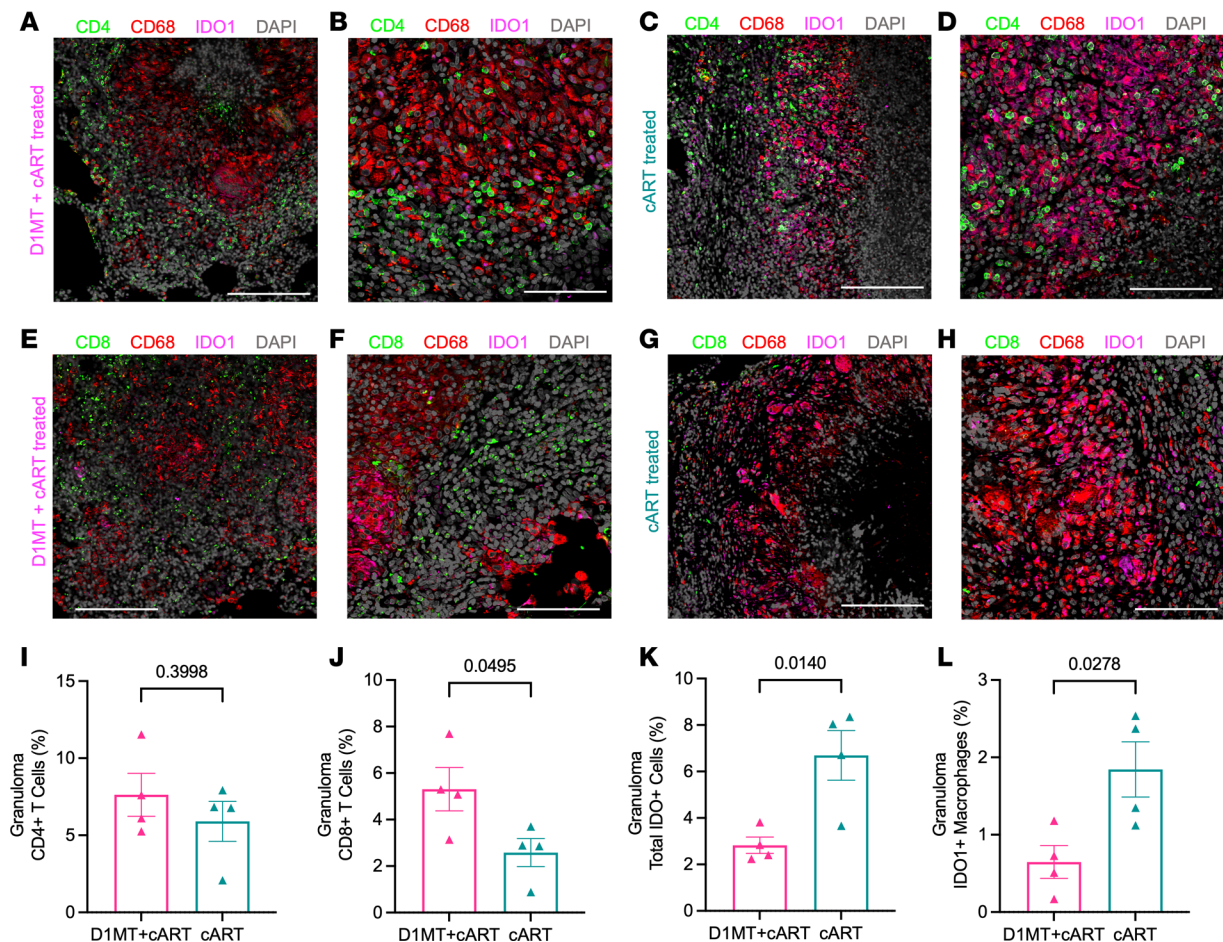 A CD4 CD68 IDO1 DAPI
B CD4 CD68 IDO1 DAPI
C CD4 CD68 IDO1 DAPI
D CD4 CD68 IDO1 DAPI
D1MT + cART treated
cART treated
E CD8 CD68 IDO1 DAPI
F CD8 CD68 IDO1 DAPI
G CD8 CD68 IDO1 DAPI
H CD8 CD68 IDO1 DAPI
D1MT + cART treated
cART treated
I
0.3998
Granuloma
CD4+ T Cells (%)
15
10
5
0
D1MT+cART cART
J
0.0495
Granuloma
CD8+ T Cells (%)
10
8
6
4
2
0
D1MT+cART cART
K
0.0140
Granuloma
Total IDO+ Cells (%)
10
8
6
4
2
0
D1MT+cART cART
L
0.0278
Granuloma
IDO1+ Macrophages (%)
3
2
1
0
D1MT+cART cART